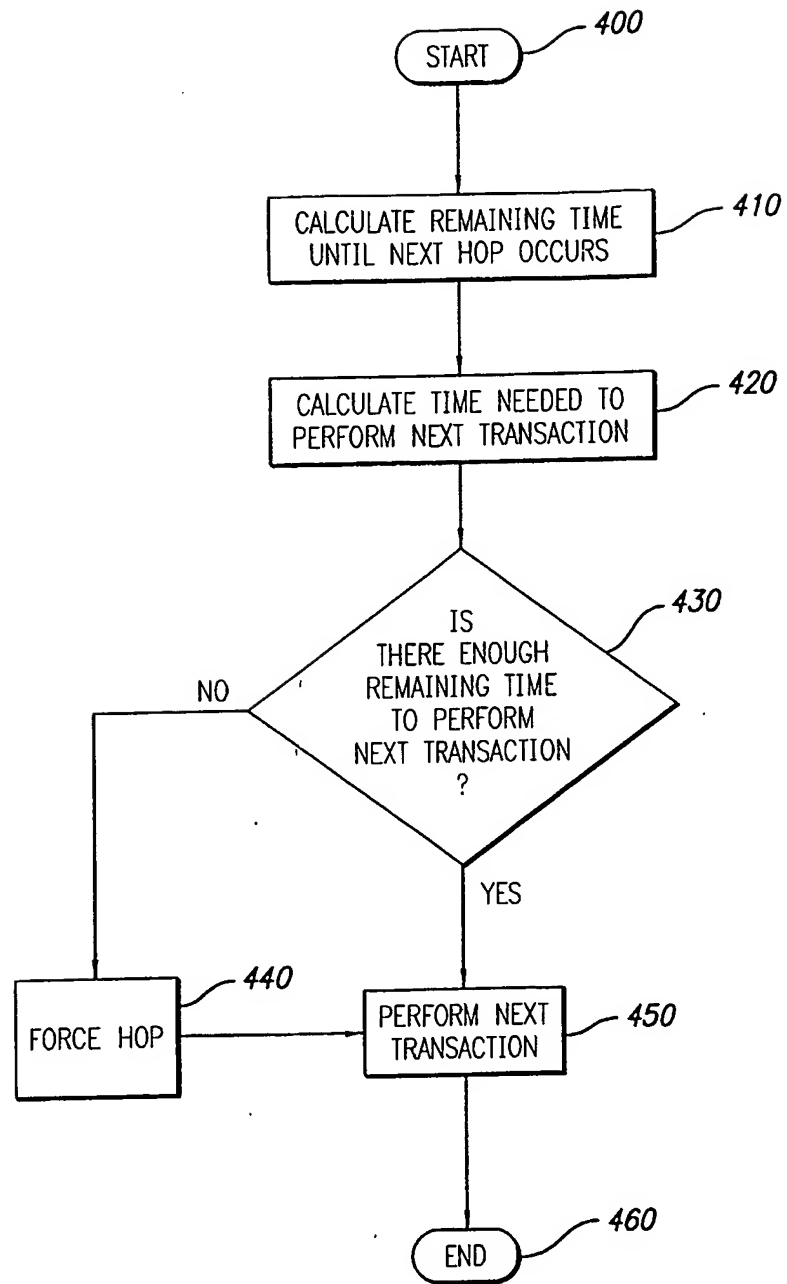 START
400
CALCULATE REMAINING TIME
UNTIL NEXT HOP OCCURS
410
CALCULATE TIME NEEDED TO
PERFORM NEXT TRANSACTION
420
IS
THERE ENOUGH
REMAINING TIME
TO PERFORM
NEXT TRANSACTION
?
430
NO
YES
FORCE HOP
440
PERFORM NEXT
TRANSACTION
450
END
460